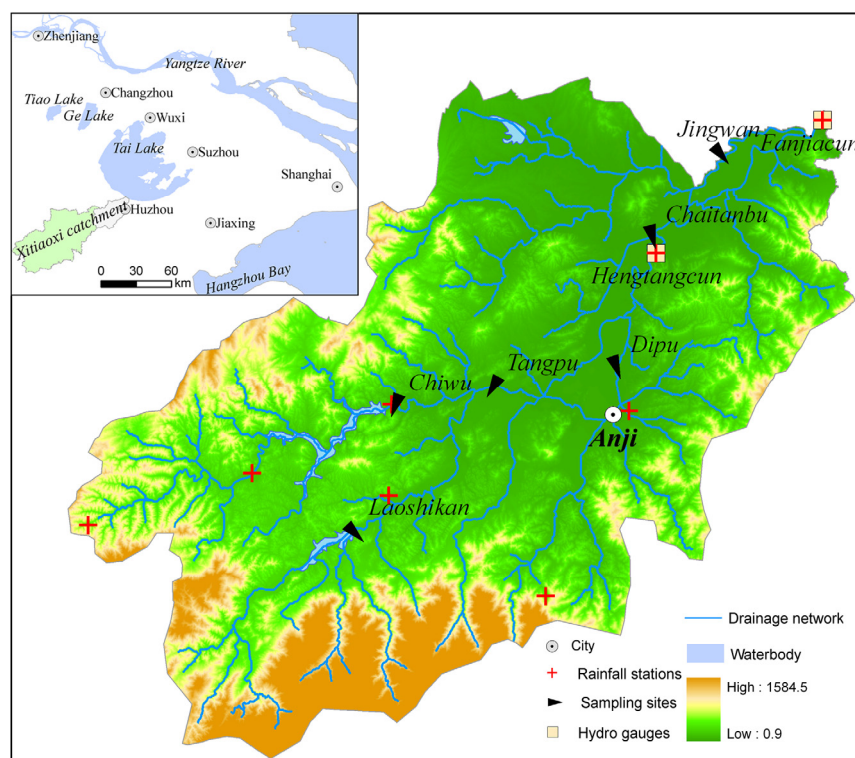 Zhenjiang
Yangtze River
Changzhou
Tiao Lake
Ge Lake
Wuxi
Tai Lake
Suzhou
Shanghai
Xitiaoxi catchment
Huzhou
Jiaxing
0 30 60
km
Hangzhou Bay
Jingwan
Fanjiacun
Chaitanbu
Hengtangcun
Dipu
Tangpu
Chiwu
Anji
Laoshikan
City
Rainfall stations
Sampling sites
Hydro gauges
Drainage network
Waterbody
High : 1584.5
Low : 0.9